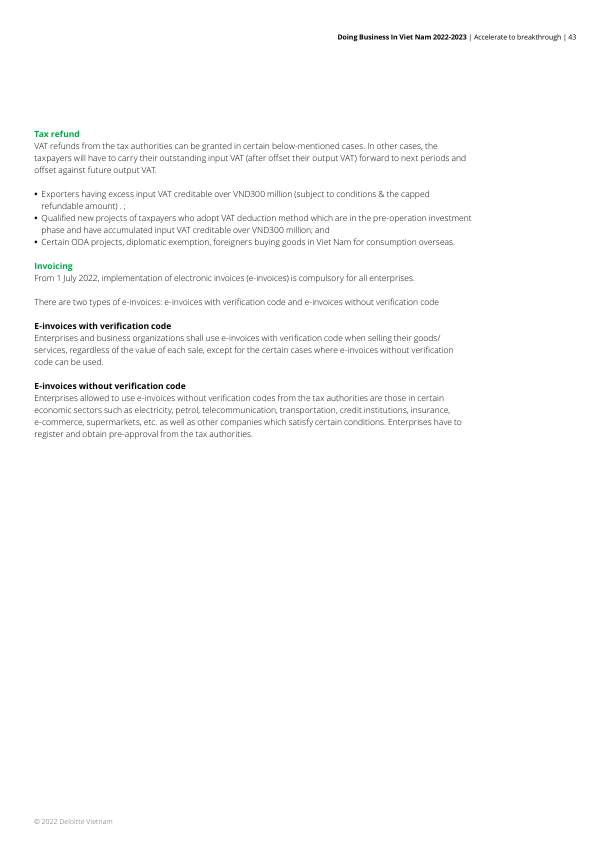 Doing Business In Viet Nam 2022-2023 | Accelerate to breakthrough | 43
Tax refund
VAT refunds from the tax authorities can be granted in certain below-mentioned cases. In other cases, the
taxpayers will have to carry their outstanding input VAT (after offset their output VAT) forward to next periods and
offset against future output VAT.
• Exporters having excess input VAT creditable over VND300 million (subject to conditions & the capped
refundable amount) . ;
• Qualified new projects of taxpayers who adopt VAT deduction method which are in the pre-operation investment
phase and have accumulated input VAT creditable over VND300 million; and
• Certain ODA projects, diplomatic exemption, foreigners buying goods in Viet Nam for consumption overseas.
Invoicing
From 1 July 2022, implementation of electronic invoices (e-invoices) is compulsory for all enterprises.
There are two types of e-invoices: e-invoices with verification code and e-invoices without verification code
E-invoices with verification codes
Enterprises and business organizations shall use e-invoices with verification code when selling their goods/
services, regardless of the value of each sale, except for the certain cases where e-invoices without verification
code can be used.
E-invoices without verification code
Enterprises allowed to use e-invoices without verification codes from the tax authorities are those in certain
economic sectors such as electricity, petrol, telecommunication, transportation, credit institutions, insurance,
e-commerce, supermarkets, etc. as well as other companies which satisfy certain conditions. Enterprises have to
register and obtain pre-approval from the tax authorities.
© 2022 Deloitte Vietnam